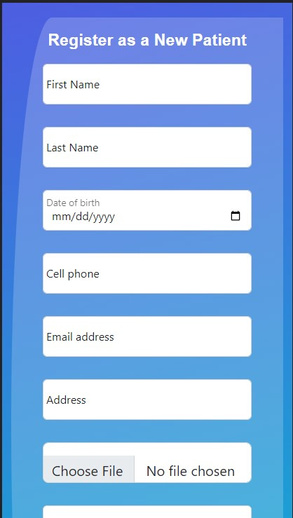 Register as a New Patient
First Name
Last Name
Date of birth
mm/dd/yyyy
Cell phone
Email address
Address
Choose File No file chosen